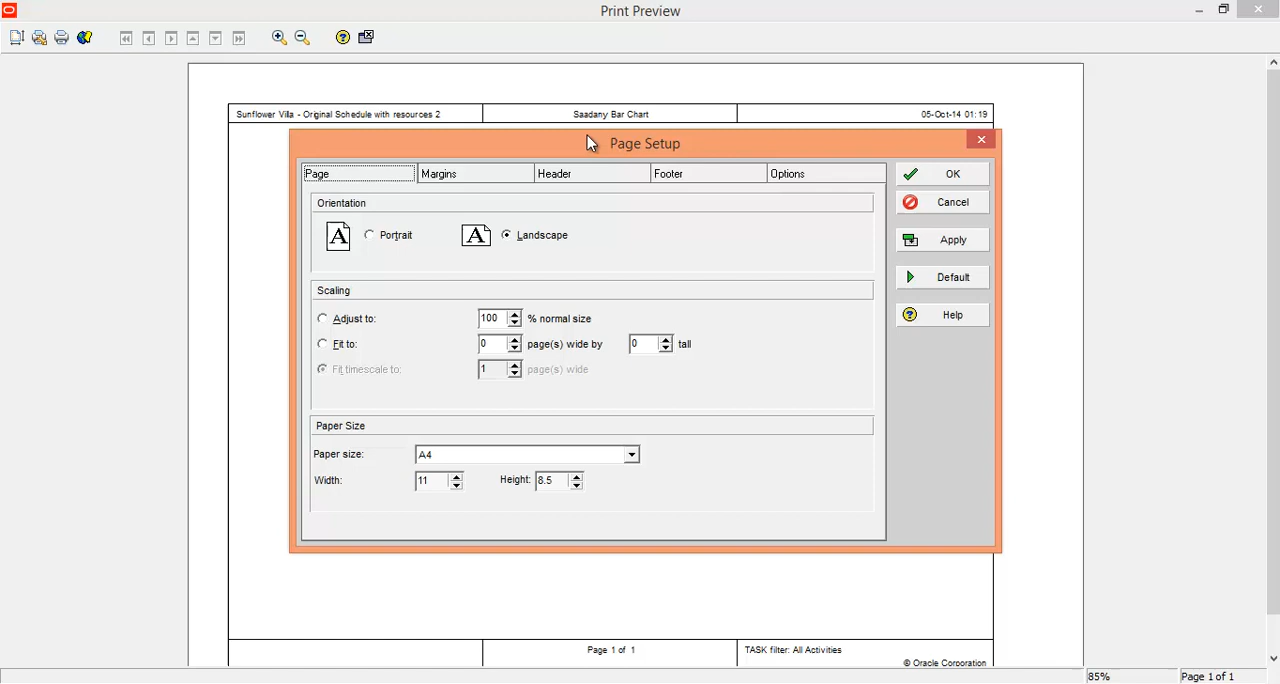 Print Preview
Sunflower Villa - Original Schedule with resources 2
Saadany Bar Chart
05-Oct-14 01:19
Page Setup
Page
Margins
Header
Footer
Options
OK
Cancel
Apply
Default
Help
Orientation
A
Portrait
A
Landscape
Scaling
Adjust to:
100
% normal size
Fit to:
0
page(s) wide by
0
tall
Fit timescale to:
1
page(s) wide
Paper Size
Paper size:
A4
Width:
11
Height:
8.5
Page 1 of 1
TASK filter: All Activities
© Oracle Corporation
85%
Page 1 of 1